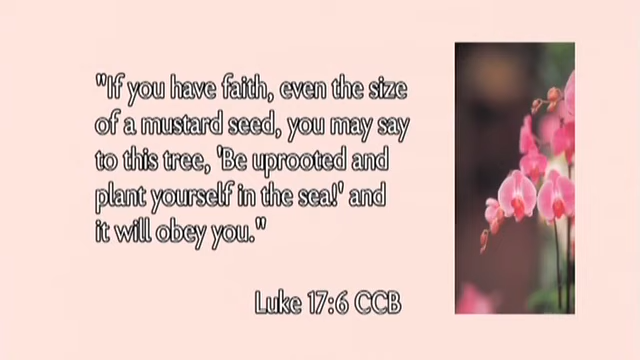 "If you have faith, even the size
of a mustard seed, you may say
to this tree, 'Be uprooted and
plant yourself in the sea!' and
it will obey you."
Luke 17:6 CCB